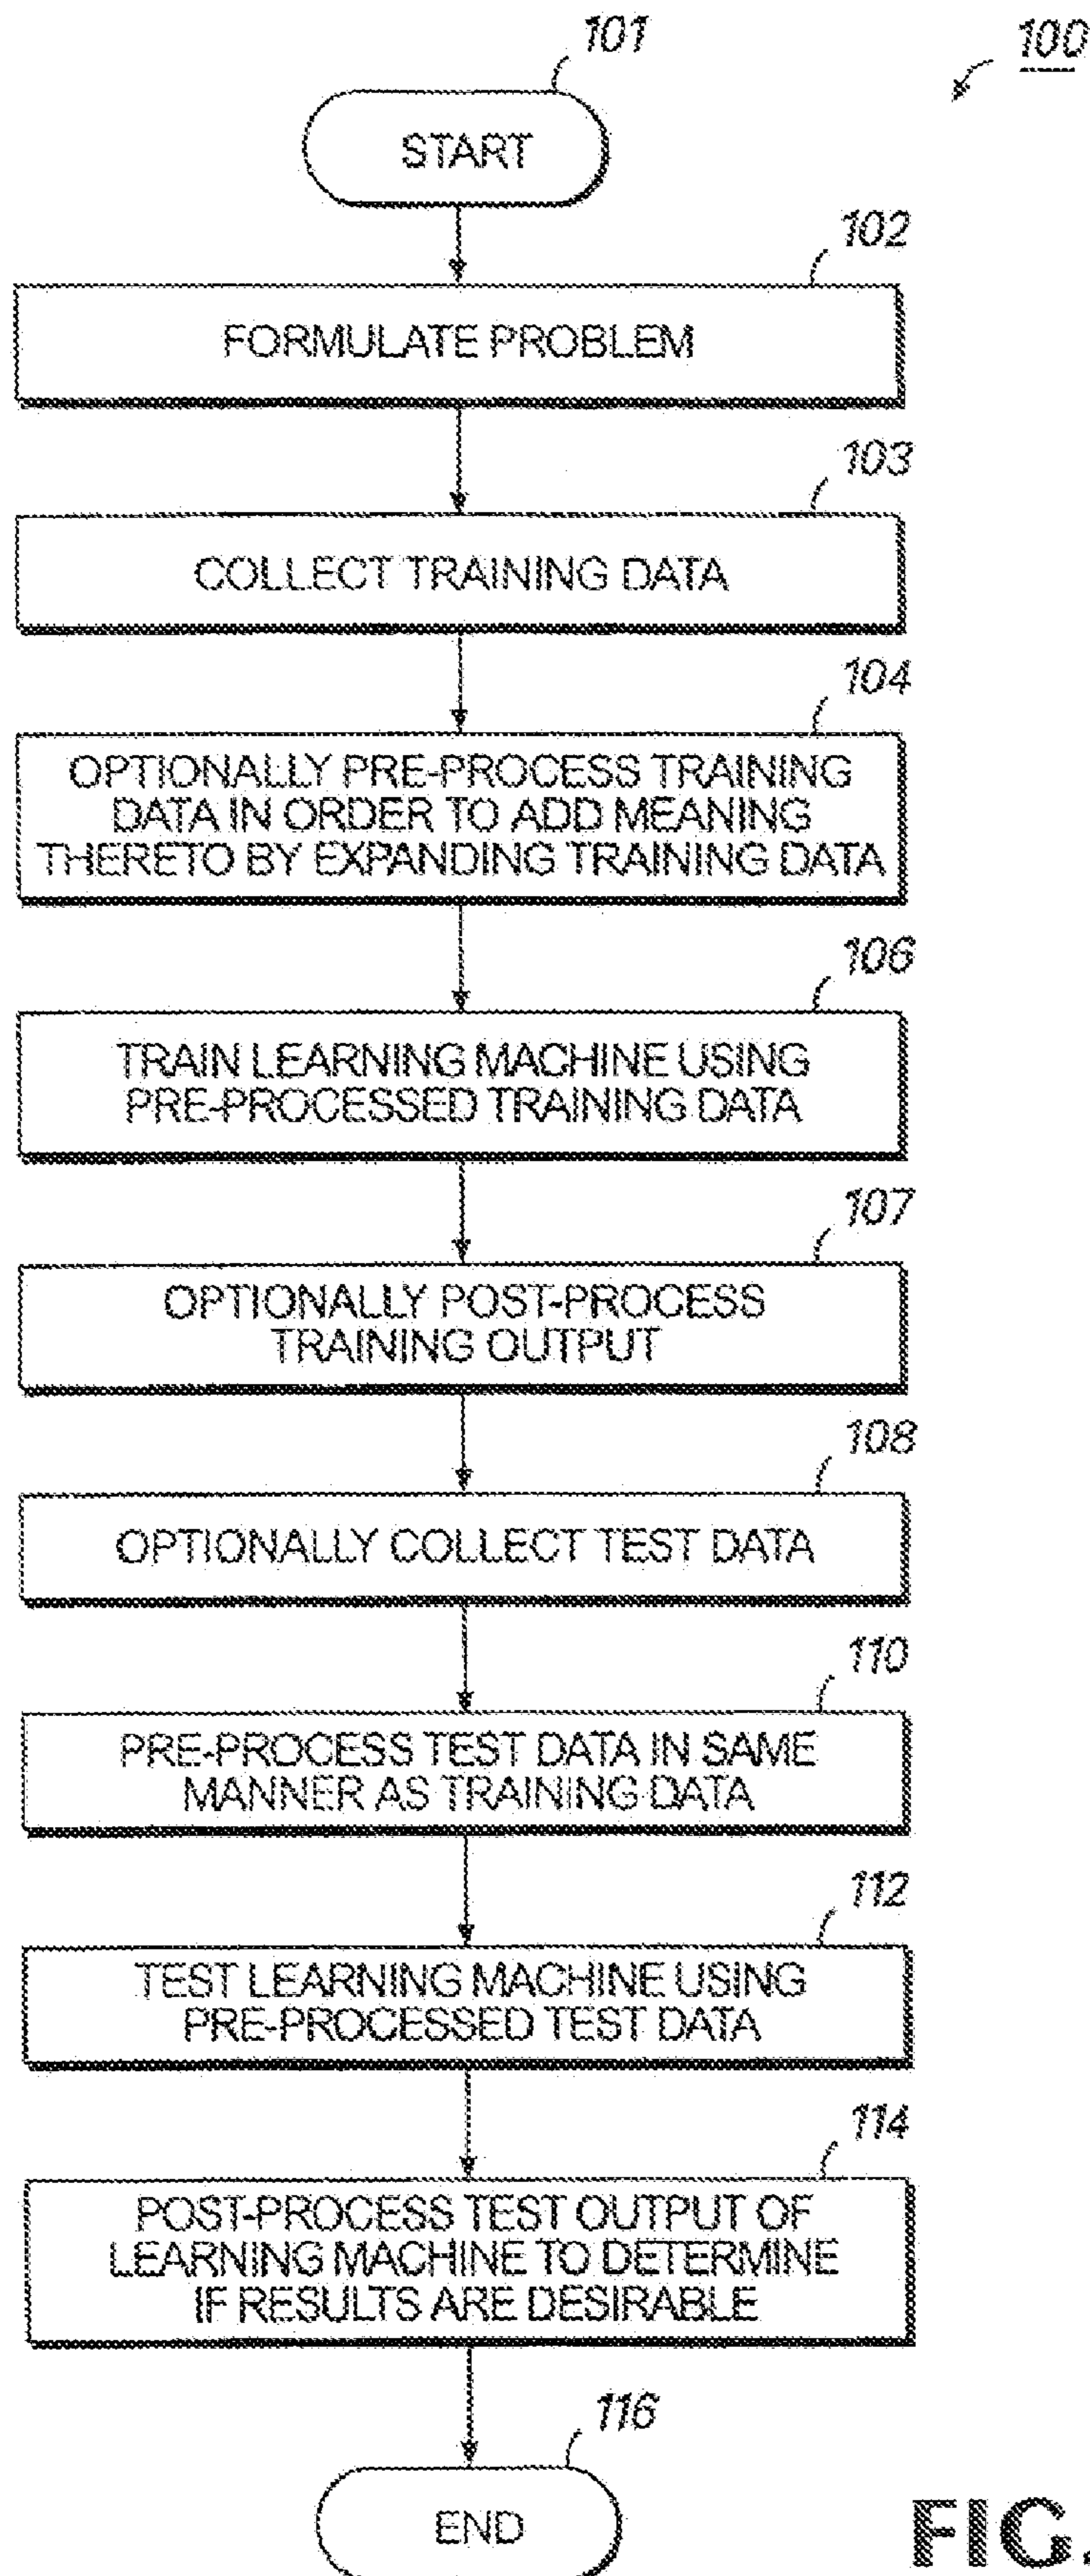 101
100
START
102
FORMULATE PROBLEM
103
COLLECT TRAINING DATA
104
OPTIONALLY PRE-PROCESS TRAINING
DATA IN ORDER TO ADD MEANING
THERETO BY EXPANDING TRAINING DATA
106
TRAIN LEARNING MACHINE USING
PRE-PROCESSED TRAINING DATA
107
OPTIONALLY POST-PROCESS
TRAINING OUTPUT
108
OPTIONALLY COLLECT TEST DATA
110
PRE-PROCESS TEST DATA IN SAME
MANNER AS TRAINING DATA
112
TEST LEARNING MACHINE USING
PRE-PROCESSED TEST DATA
114
POST-PROCESS TEST OUTPUT OF
LEARNING MACHINE TO DETERMINE
IF RESULTS ARE DESIRABLE
116
END
FIG.